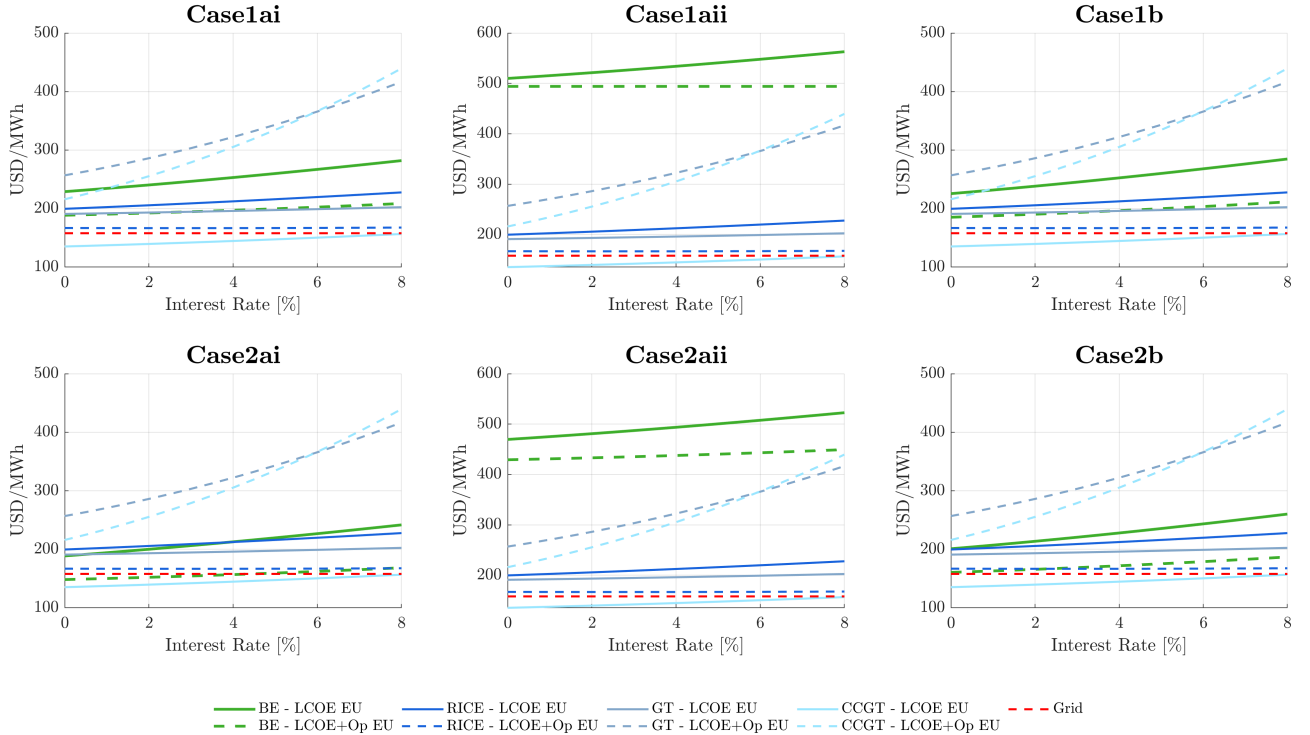 Case1ai
500
400
300
200
100
USD/MWh
0 2 4 6 8
Interest Rate [%]
Case1aii
600
500
400
300
200
USD/MWh
0 2 4 6 8
Interest Rate [%]
Case1b
500
400
300
200
100
USD/MWh
0 2 4 6 8
Interest Rate [%]
Case2ai
500
400
300
200
100
USD/MWh
0 2 4 6 8
Interest Rate [%]
Case2aii
600
500
400
300
200
USD/MWh
0 2 4 6 8
Interest Rate [%]
Case2b
500
400
300
200
100
USD/MWh
0 2 4 6 8
Interest Rate [%]
BE - LCOE EU RICE - LCOE EU GT - LCOE EU CCGT - LCOE EU Grid
BE - LCOE+Op EU RICE - LCOE+Op EU GT - LCOE+Op EU CCGT - LCOE+Op EU